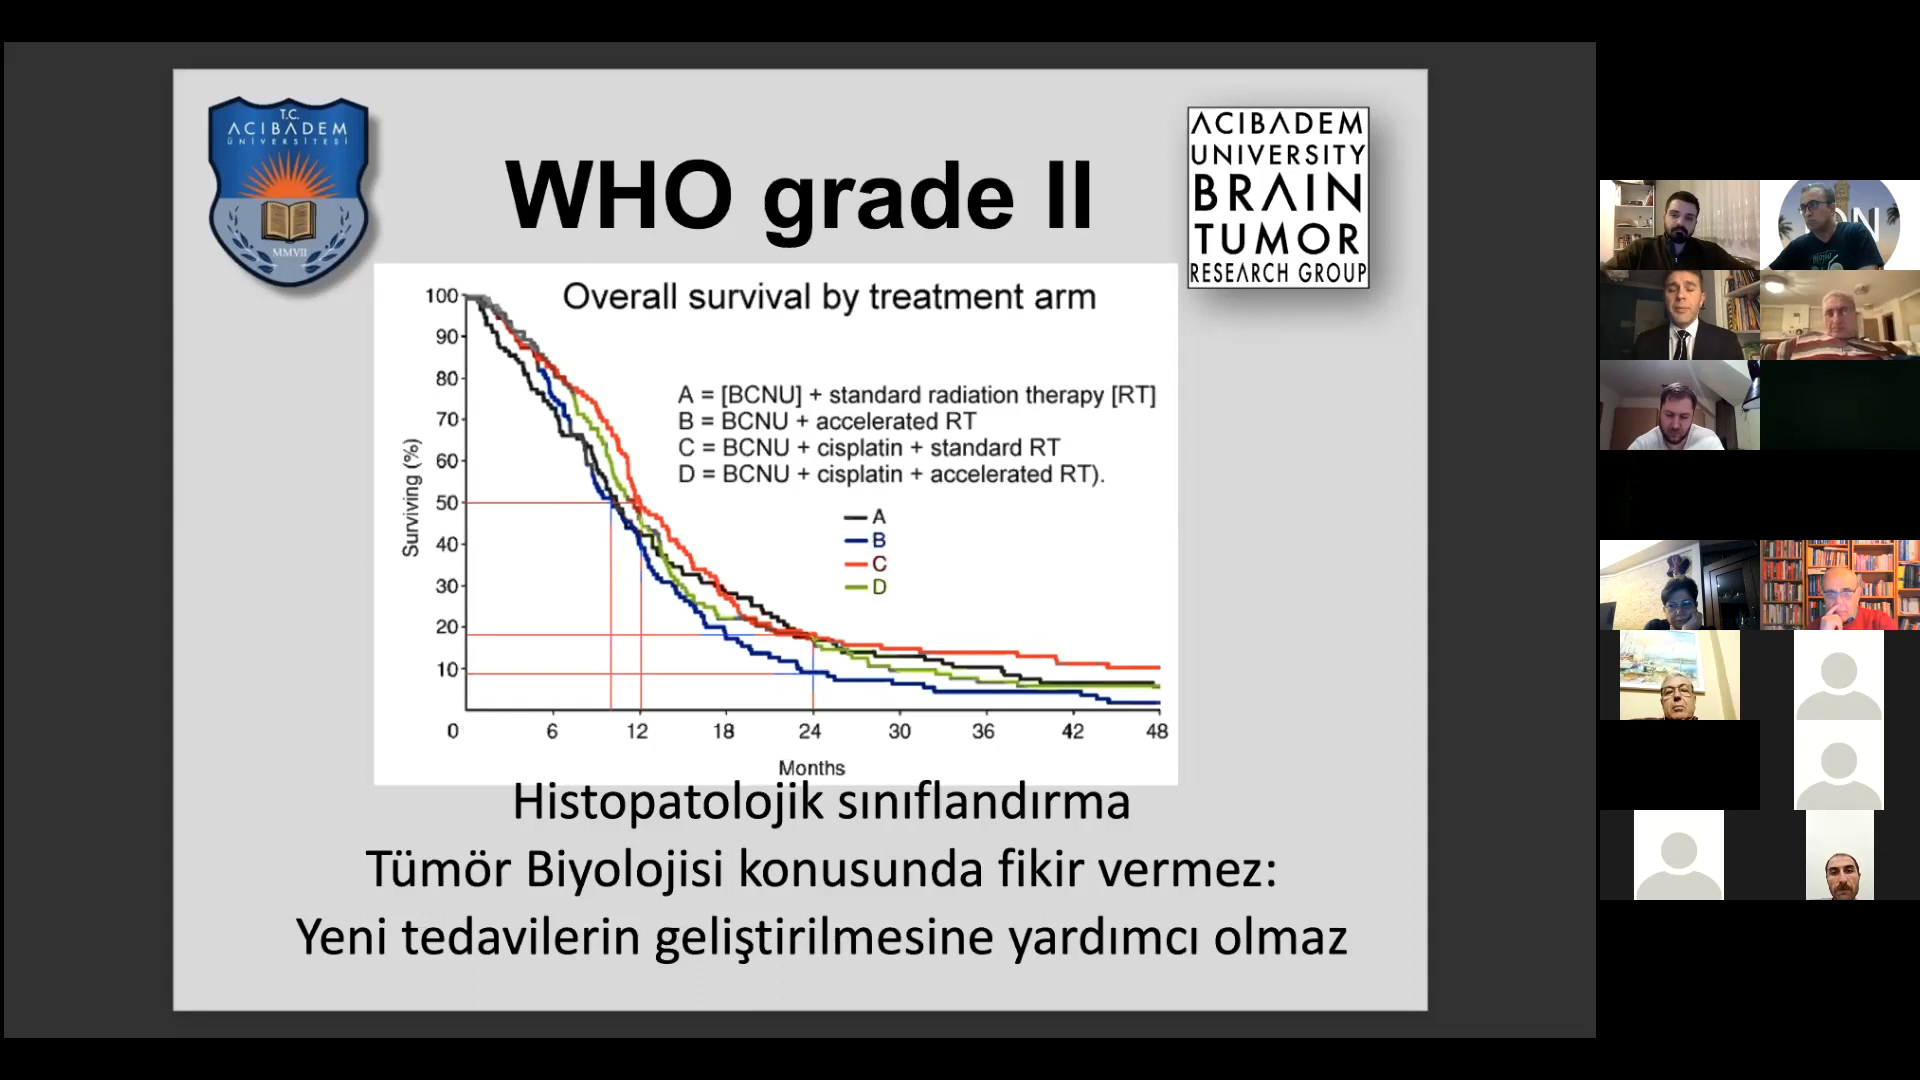 T.C.
ACIBADEM
ÜNİVERSİTESİ
MMVII
WHO grade II
ACIBADEM
UNIVERSITY
BRAIN
TUMOR
RESEARCH GROUP
Overall survival by treatment arm
A = [BCNU] + standard radiation therapy [RT]
B = BCNU + accelerated RT
C = BCNU + cisplatin + standard RT
D = BCNU + cisplatin + accelerated RT).
A
B
C
D
Surviving (%)
100
90
80
70
60
50
40
30
20
10
0 6 12 18 24 30 36 42 48
Months
Histopatolojik sınıflandırma
Tümör Biyolojisi konusunda fikir vermez:
Yeni tedavilerin geliştirilmesine yardımcı olmaz